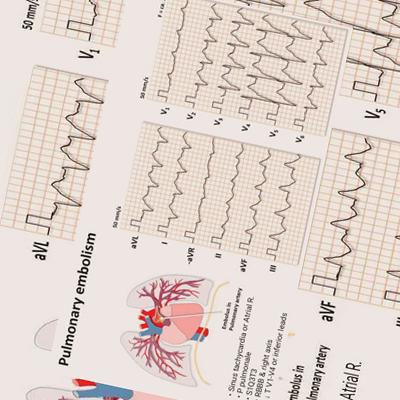 50 mm/
V1
50 mm/s
V1
V2
V3
V4
V5
V6
V5
aVL
50 mm/s
aVL
I
-aVR
II
aVF
III
aVF
Pulmonary embolism
Embolus in
Pulmonary artery
· Sinus tachycardia or Atrial R.
· P pulmonale
· S1Q3T3
· RBBB & right axis
T V1-V4 or inferior leads
bolus in
monary artery
Atrial R.